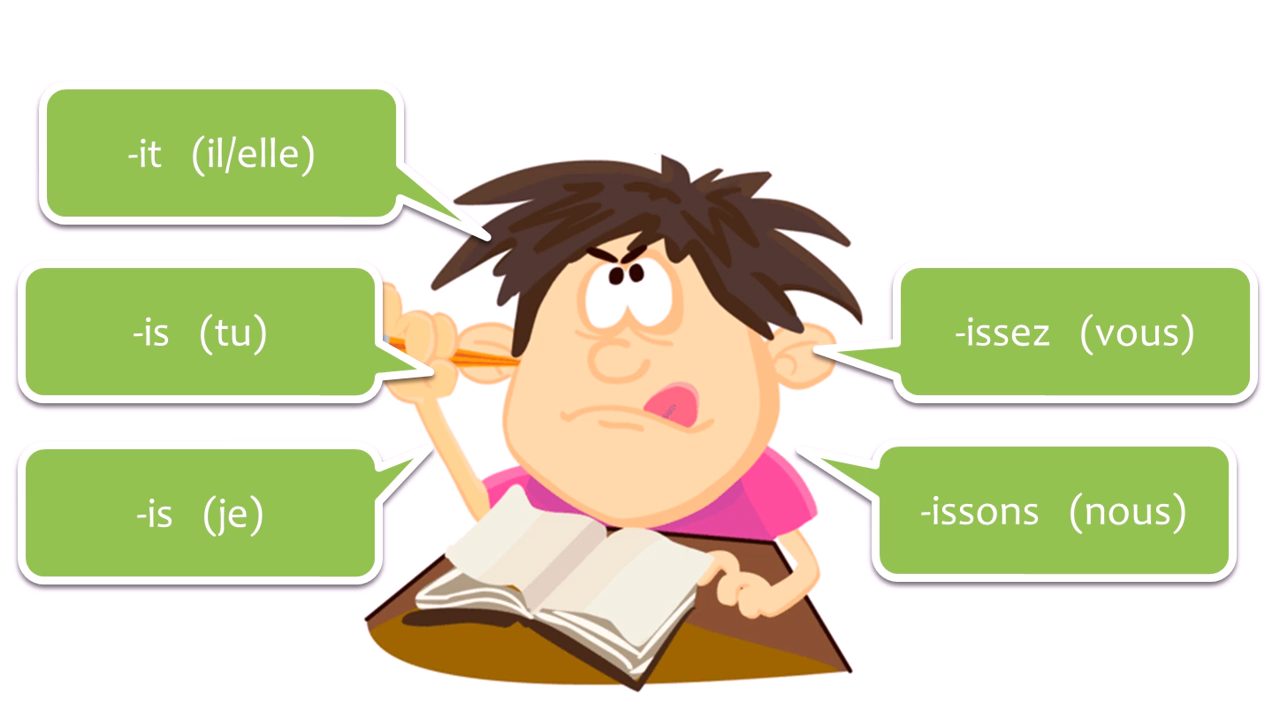 -it (il/elle)
-is (tu)
-is (je)
-issez (vous)
-issons (nous)